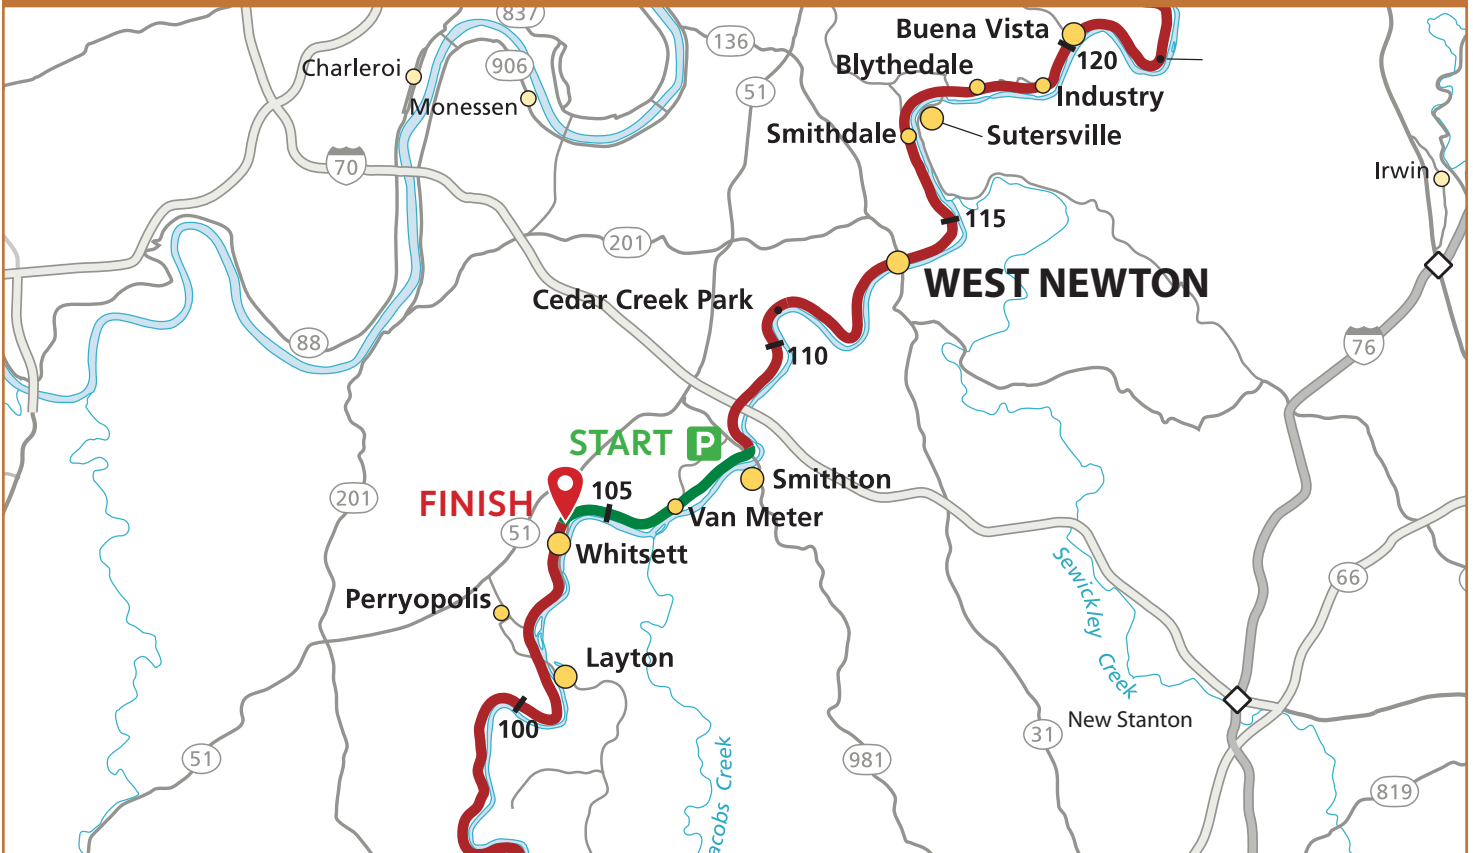 837
Buena Vista
136
120
Charleroi
906
Blythedale
51
Industry
Monessen
Smithdale
Sutersville
70
Irwin
115
201
WEST NEWTON
Cedar Creek Park
88
110
76
START P
Smithton
105
201
FINISH
Van Meter
51
Whitsett
Sewickley Creek
66
Perryopolis
Layton
100
New Stanton
31
51
981
acobs Creek
819